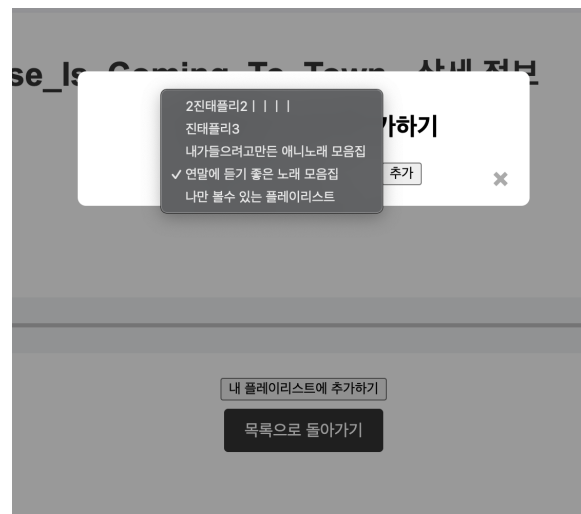 se_Is_Coming_To_Town 상세 정보
가하기
2진태플리2ㅣㅣㅣㅣ
진태플리3
내가들으려고만든 애니노래 모음집
✓ 연말에 듣기 좋은 노래 모음집
추가
×
나만 볼수 있는 플레이리스트
내 플레이리스트에 추가하기
목록으로 돌아가기